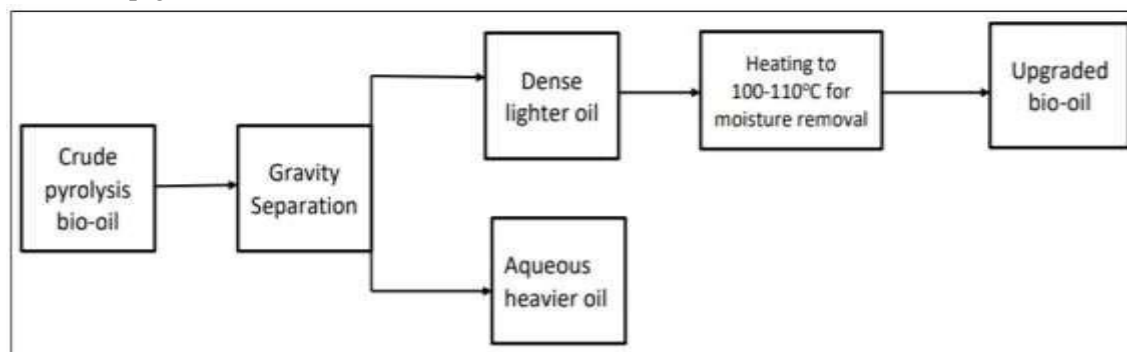 Crude
pyrolysis
bio-oil
Gravity
Separation
Dense
lighter oil
Heating to
100-110°C for
moisture removal
Upgraded
bio-oil
Aqueous
heavier oil